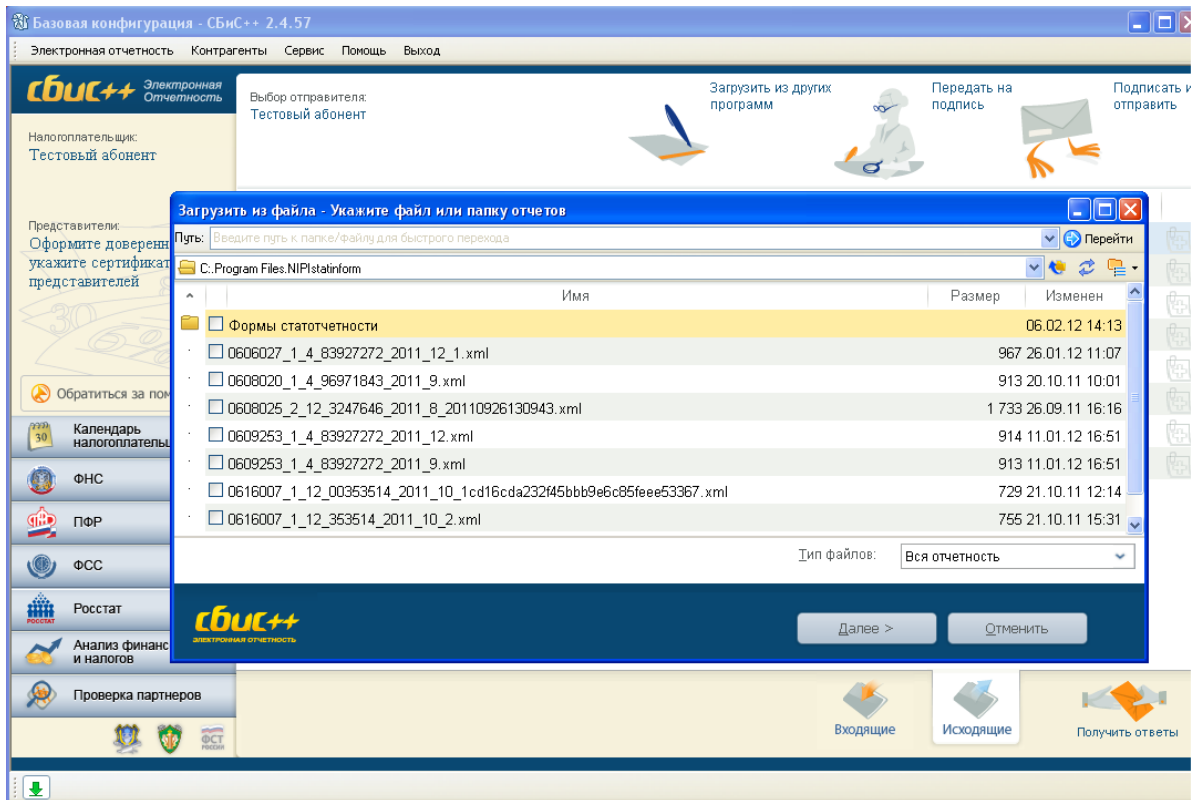 Базовая конфигурация - СБиС++ 2.4.57
Электронная отчетность Контрагенты Сервис Помощь Выход
сбис++ Электронная Отчетность
Выбор отправителя:
Тестовый абонент
Загрузить из других
программ
Передать на
подпись
Подписать и
отправить
Налогоплательщик:
Тестовый абонент
Представители:
Оформите доверенн
укажите сертификат
представителей
Обратиться за пом
30 Календарь
налогоплательщ
ФНС
ПФР
ФСС
РОССТАТ Росстат
Анализ финанс
и налогов
Проверка партнеров
ФСТ
РОССИИ
Загрузить из файла - Укажите файл или папку отчетов
Путь: Введите путь к папке/файлу для быстрого перехода Перейти
C:.Program Files.NIPIstatinform
Имя Размер Изменен
Формы статотчетности 06.02.12 14:13
0606027_1_4_83927272_2011_12_1.xml 967 26.01.12 11:07
0608020_1_4_96971843_2011_9.xml 913 20.10.11 10:01
0608025_2_12_3247646_2011_8_20110926130943.xml 1 733 26.09.11 16:16
0609253_1_4_83927272_2011_12.xml 914 11.01.12 16:51
0609253_1_4_83927272_2011_9.xml 913 11.01.12 16:51
0616007_1_12_00353514_2011_10_1cd16cda232f45bbb9e6c85feee53367.xml 729 21.10.11 12:14
0616007_1_12_353514_2011_10_2.xml 755 21.10.11 15:31
Тип файлов: Вся отчетность
сбис++
ЭЛЕКТРОННАЯ ОТЧЕТНОСТЬ
Далее > Отменить
Входящие
Исходящие
Получить ответы